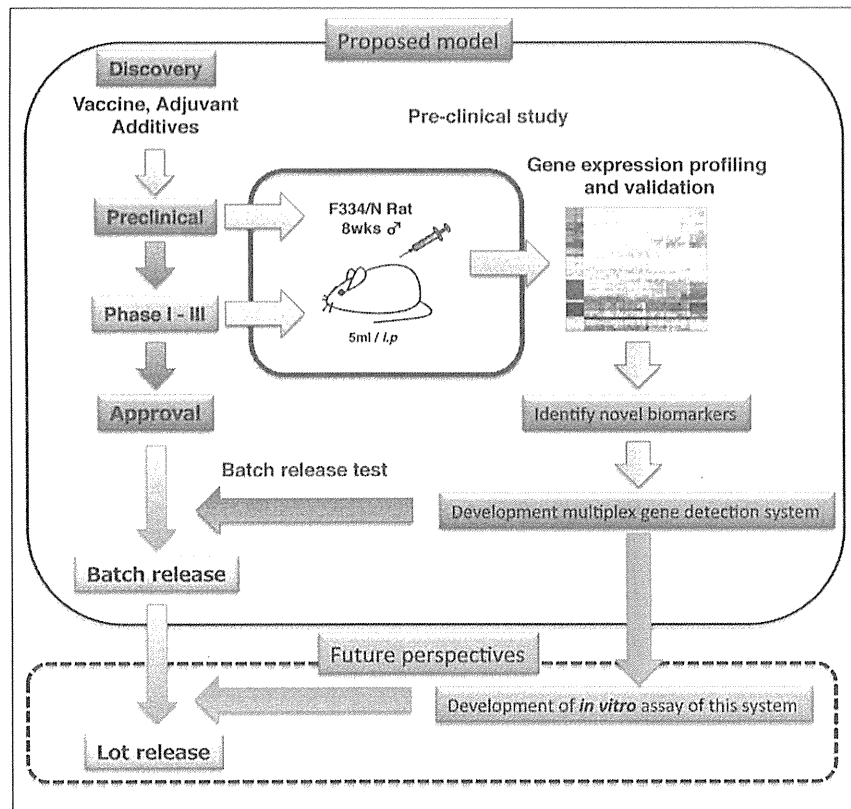 Proposed model
Discovery
Vaccine, Adjuvant
Additives
Pre-clinical study
Gene expression profiling
and validation
Preclinical
F334/N Rat
8wks ♂
5ml / i.p
Phase I - III
Approval
Identify novel biomarkers
Batch release test
Development multiplex gene detection system
Batch release
Future perspectives
Development of in vitro assay of this system
Lot release